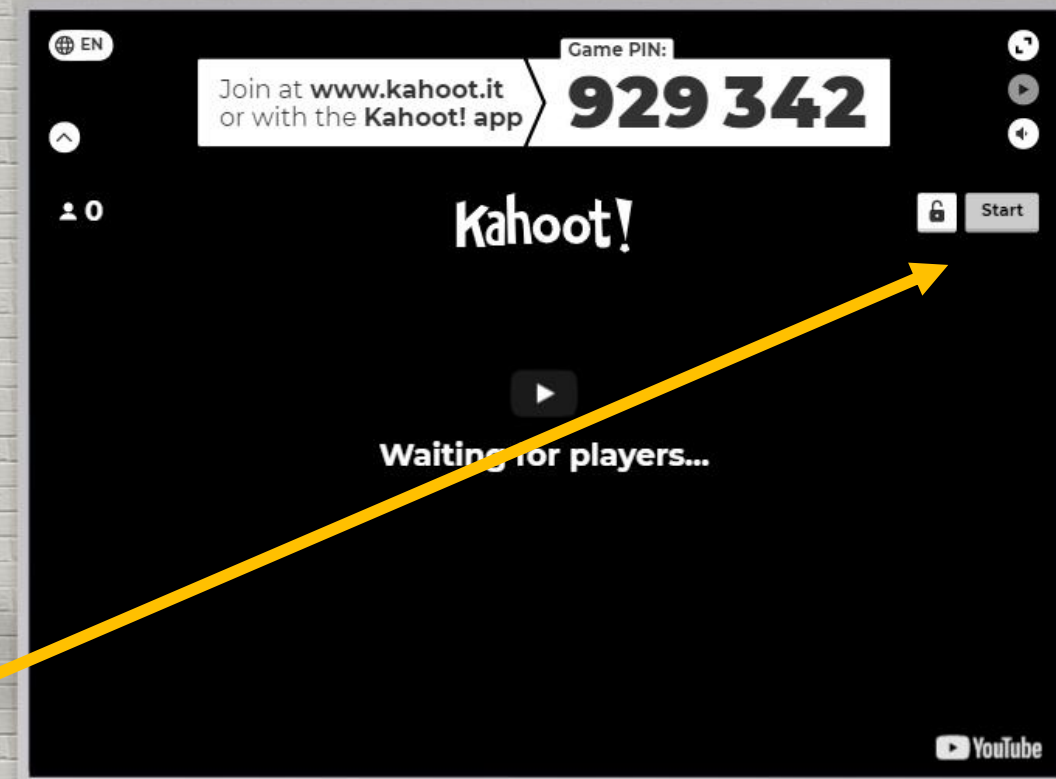 EN
Game PIN:
Join at www.kahoot.it
or with the Kahoot! app
929 342
0
Kahoot!
Start
Waiting for players...
YouTube